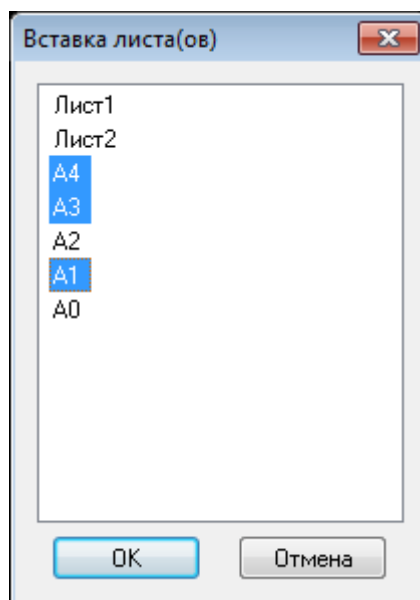 Вставка листа(ов)
Лист1
Лист2
А4
А3
А2
А1
А0
OK
Отмена